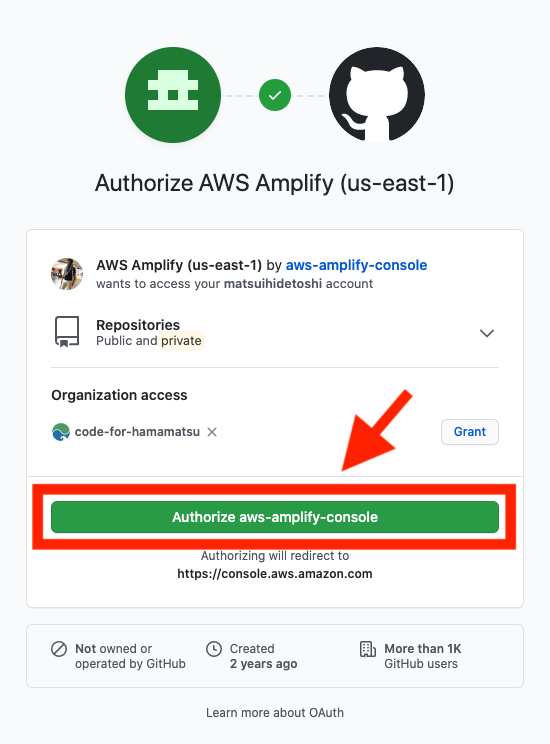 Authorize AWS Amplify (us-east-1)
AWS Amplify (us-east-1) by aws-amplify-console
wants to access your matsuihidetoshi account
Repositories
Public and private
Organization access
code-for-hamamatsu
Grant
Authorize aws-amplify-console
Authorizing will redirect to
https://console.aws.amazon.com
Not owned or
operated by GitHub
Created
2 years ago
More than 1K
GitHub users
Learn more about OAuth